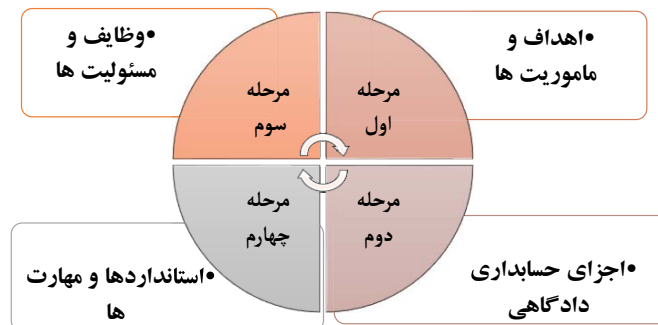 •اهداف و
ماموریت ها
مرحله
اول
•اجزای حسابداری
دادگاهی
مرحله
دوم
•وظایف و
مسئولیت ها
مرحله
سوم
•استانداردها و مهارت
ها
مرحله
چهارم